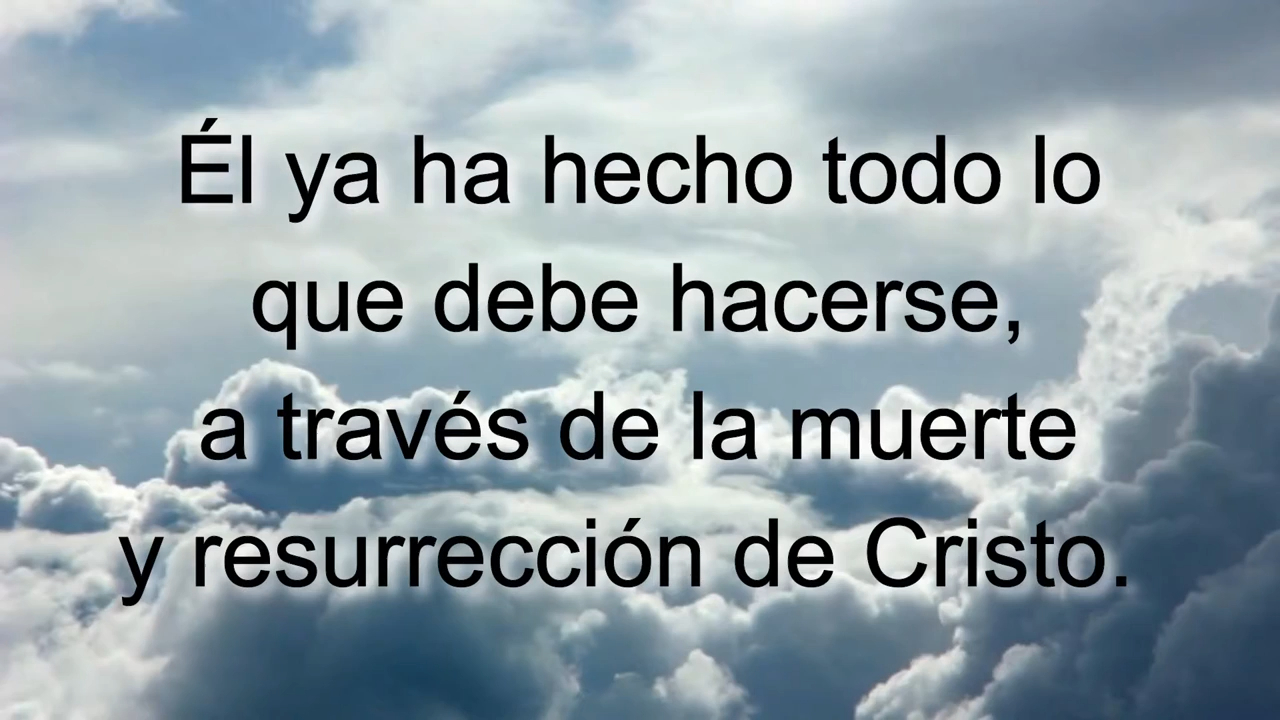 Él ya ha hecho todo lo
que debe hacerse,
a través de la muerte
y resurrección de Cristo.